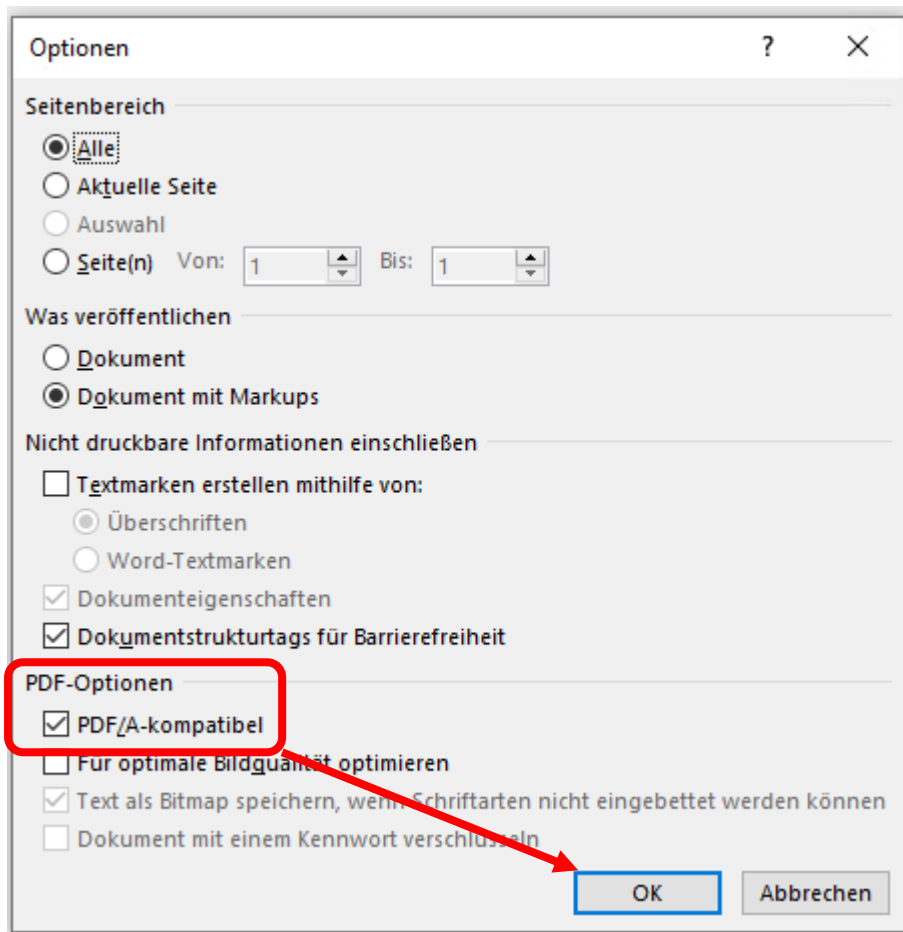 Optionen ?
Seitenbereich
Alle
Aktuelle Seite
Auswahl
Seite(n) Von: 1 Bis: 1
Was veröffentlichen
Dokument
Dokument mit Markups
Nicht druckbare Informationen einschließen
Textmarken erstellen mithilfe von:
Überschriften
Word-Textmarken
Dokumenteigenschaften
Dokumentstrukturtags für Barrierefreiheit
PDF-Optionen
PDF/A-kompatibel
Für optimale Bildqualität optimieren
Text als Bitmap speichern, wenn Schriftarten nicht eingebettet werden können
Dokument mit einem Kennwort verschlüsseln
OK Abbrechen